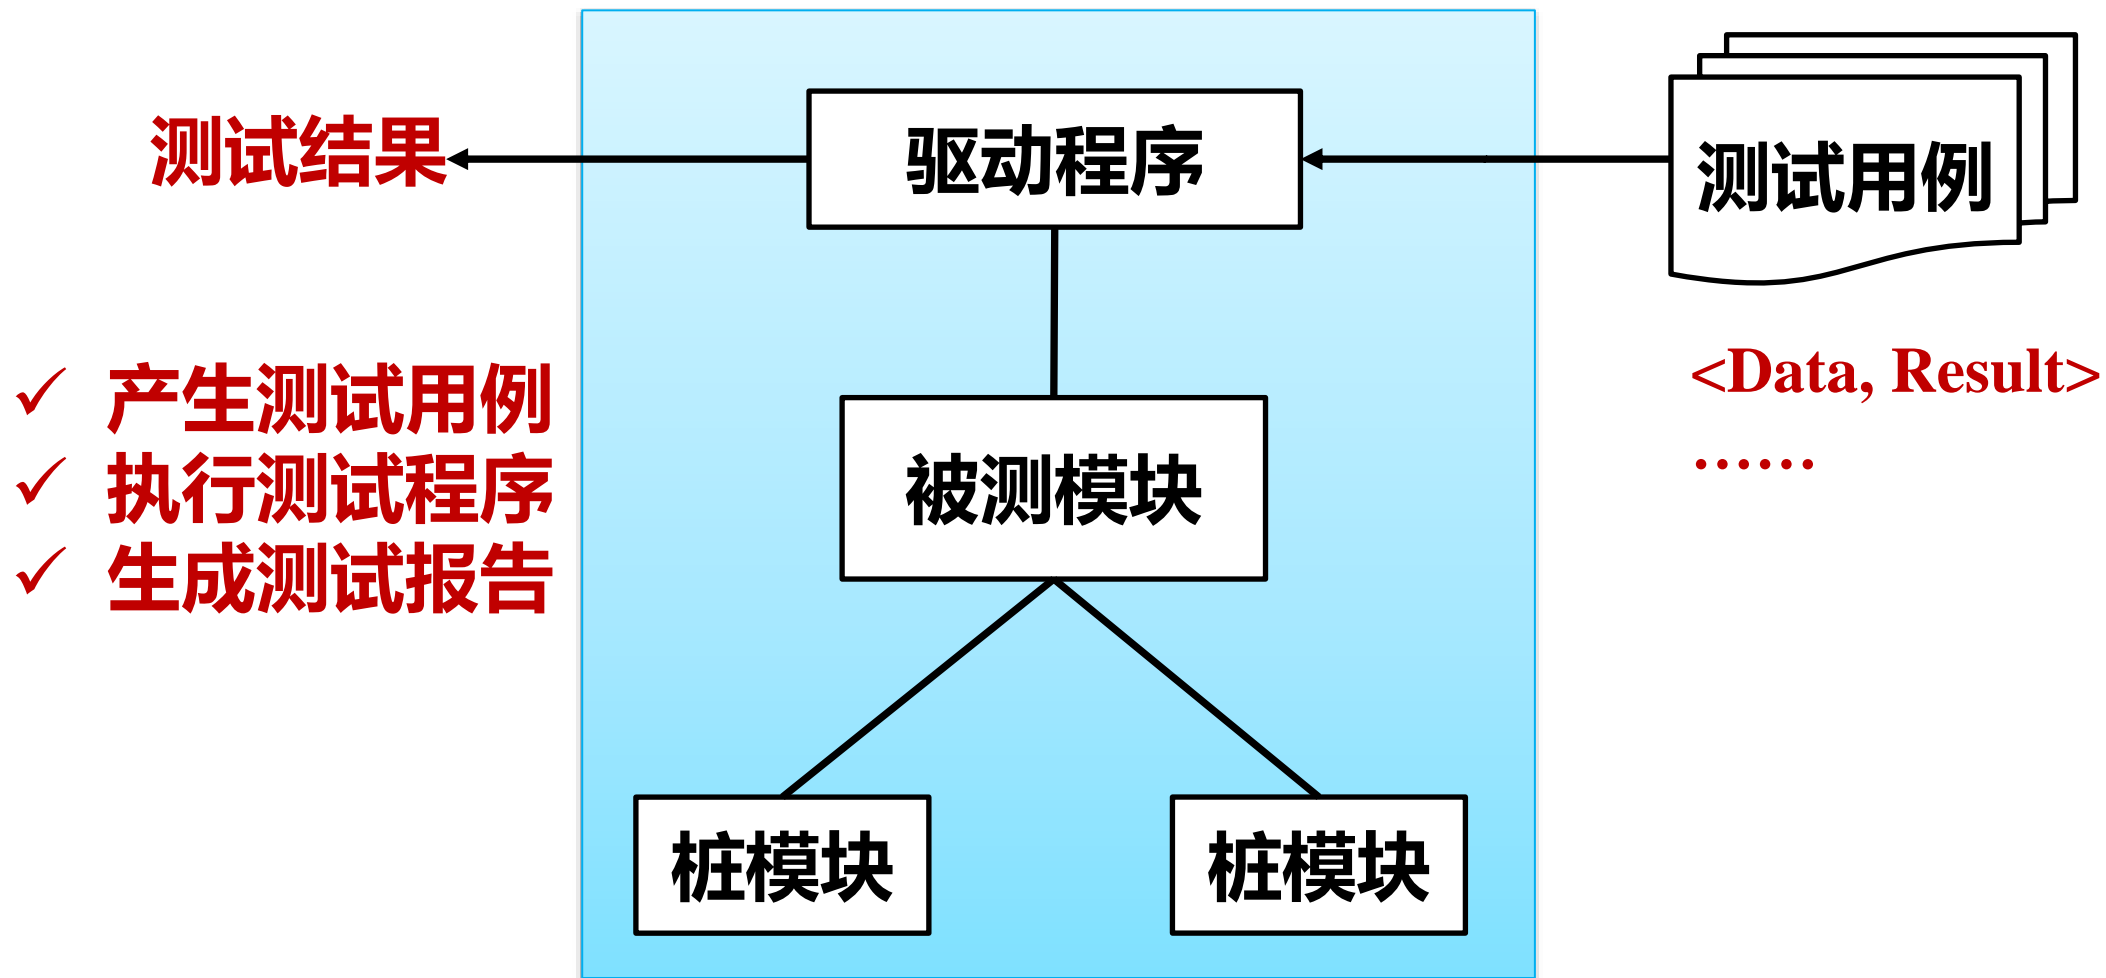 测试结果
驱动程序
测试用例
<Data, Result>
……
✓ 产生测试用例
✓ 执行测试程序
✓ 生成测试报告
被测模块
桩模块
桩模块